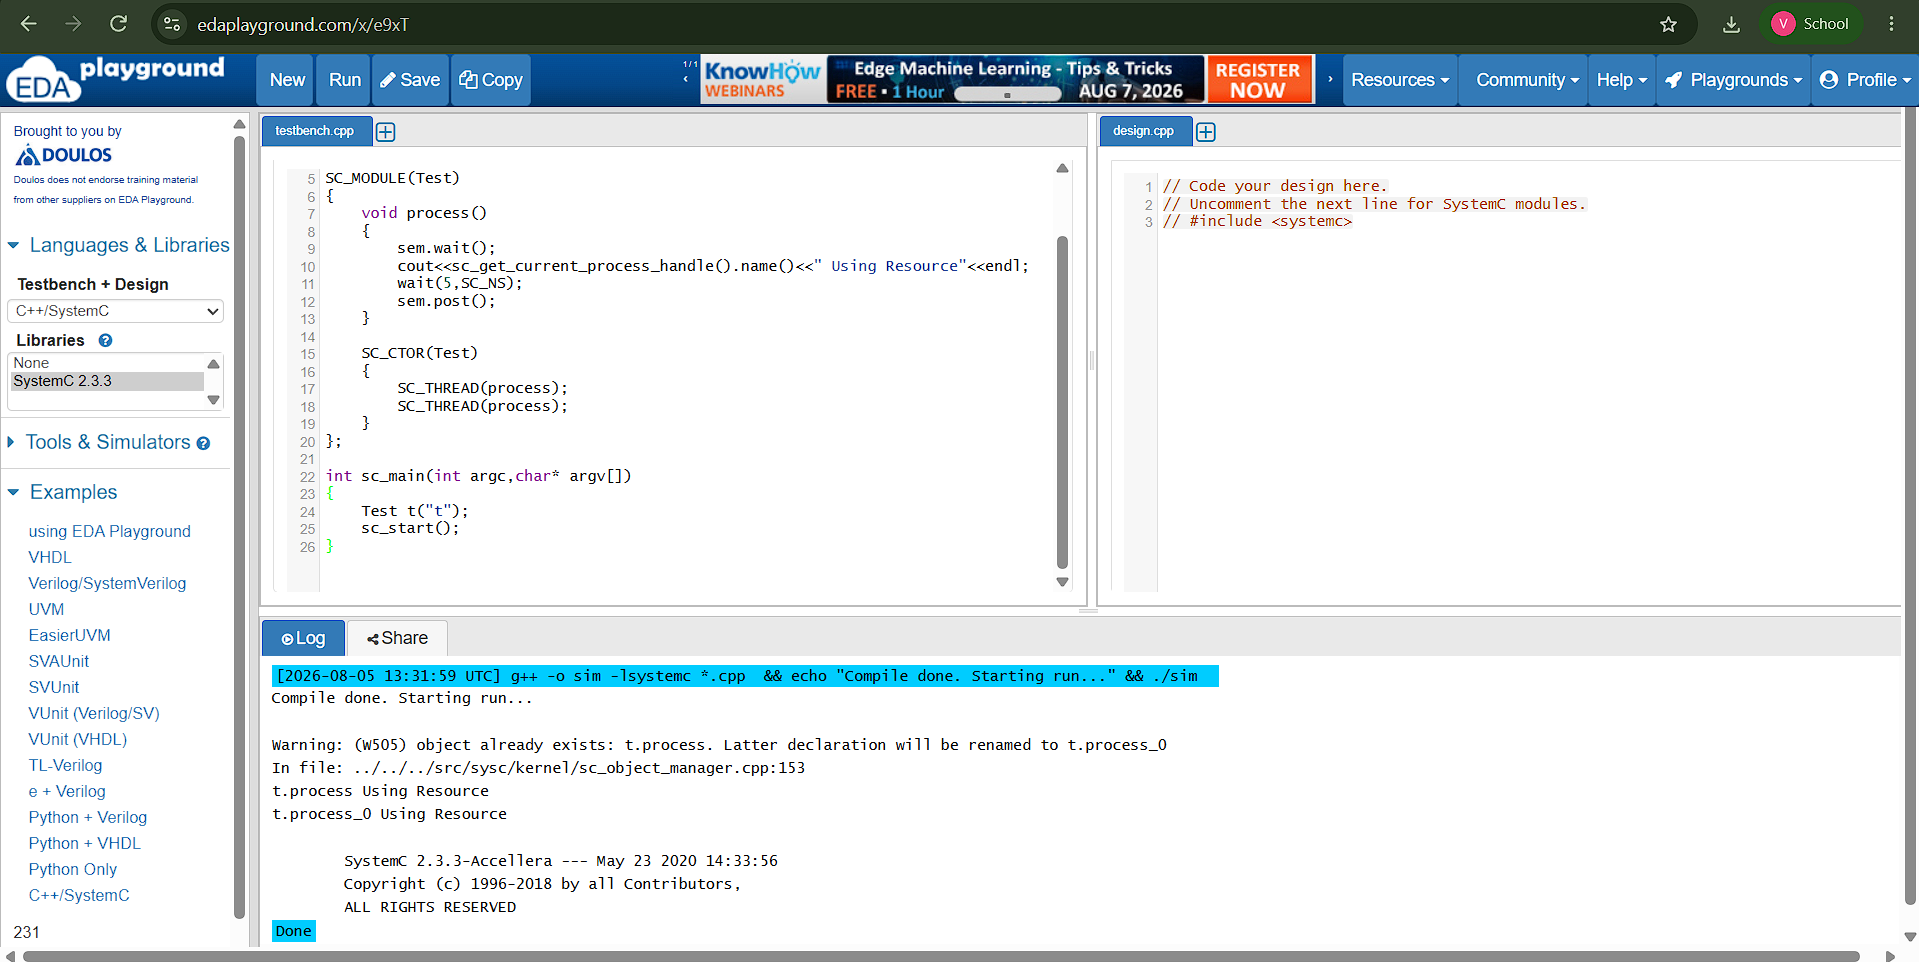 edaplayground.com/x/e9xT
V School
EDA playground
New Run Save Copy
1/1
KnowHow WEBINARS
Edge Machine Learning - Tips & Tricks
FREE • 1 Hour AUG 7, 2026
REGISTER NOW
Resources Community Help Playgrounds Profile
Brought to you by
DOULOS
Doulos does not endorse training material
from other suppliers on EDA Playground.
Languages & Libraries
Testbench + Design
C++/SystemC
Libraries
None
SystemC 2.3.3
Tools & Simulators
Examples
using EDA Playground
VHDL
Verilog/SystemVerilog
UVM
EasierUVM
SVAUnit
SVUnit
VUnit (Verilog/SV)
VUnit (VHDL)
TL-Verilog
e + Verilog
Python + Verilog
Python + VHDL
Python Only
C++/SystemC
231
testbench.cpp
5 SC_MODULE(Test)
6 {
7     void process()
8     {
9         sem.wait();
10         cout<<sc_get_current_process_handle().name()<<" Using Resource"<<endl;
11         wait(5,SC_NS);
12         sem.post();
13     }
14
15     SC_CTOR(Test)
16     {
17         SC_THREAD(process);
18         SC_THREAD(process);
19     }
20 };
21
22 int sc_main(int argc,char* argv[])
23 {
24     Test t("t");
25     sc_start();
26 }
design.cpp
1 // Code your design here.
2 // Uncomment the next line for SystemC modules.
3 // #include <systemc>
Log Share
[2026-08-05 13:31:59 UTC] g++ -o sim -lsystemc *.cpp  && echo "Compile done. Starting run..." && ./sim
Compile done. Starting run...
Warning: (W505) object already exists: t.process. Latter declaration will be renamed to t.process_0
In file: ../../../src/sysc/kernel/sc_object_manager.cpp:153
t.process Using Resource
t.process_0 Using Resource
SystemC 2.3.3-Accellera --- May 23 2020 14:33:56
Copyright (c) 1996-2018 by all Contributors,
ALL RIGHTS RESERVED
Done